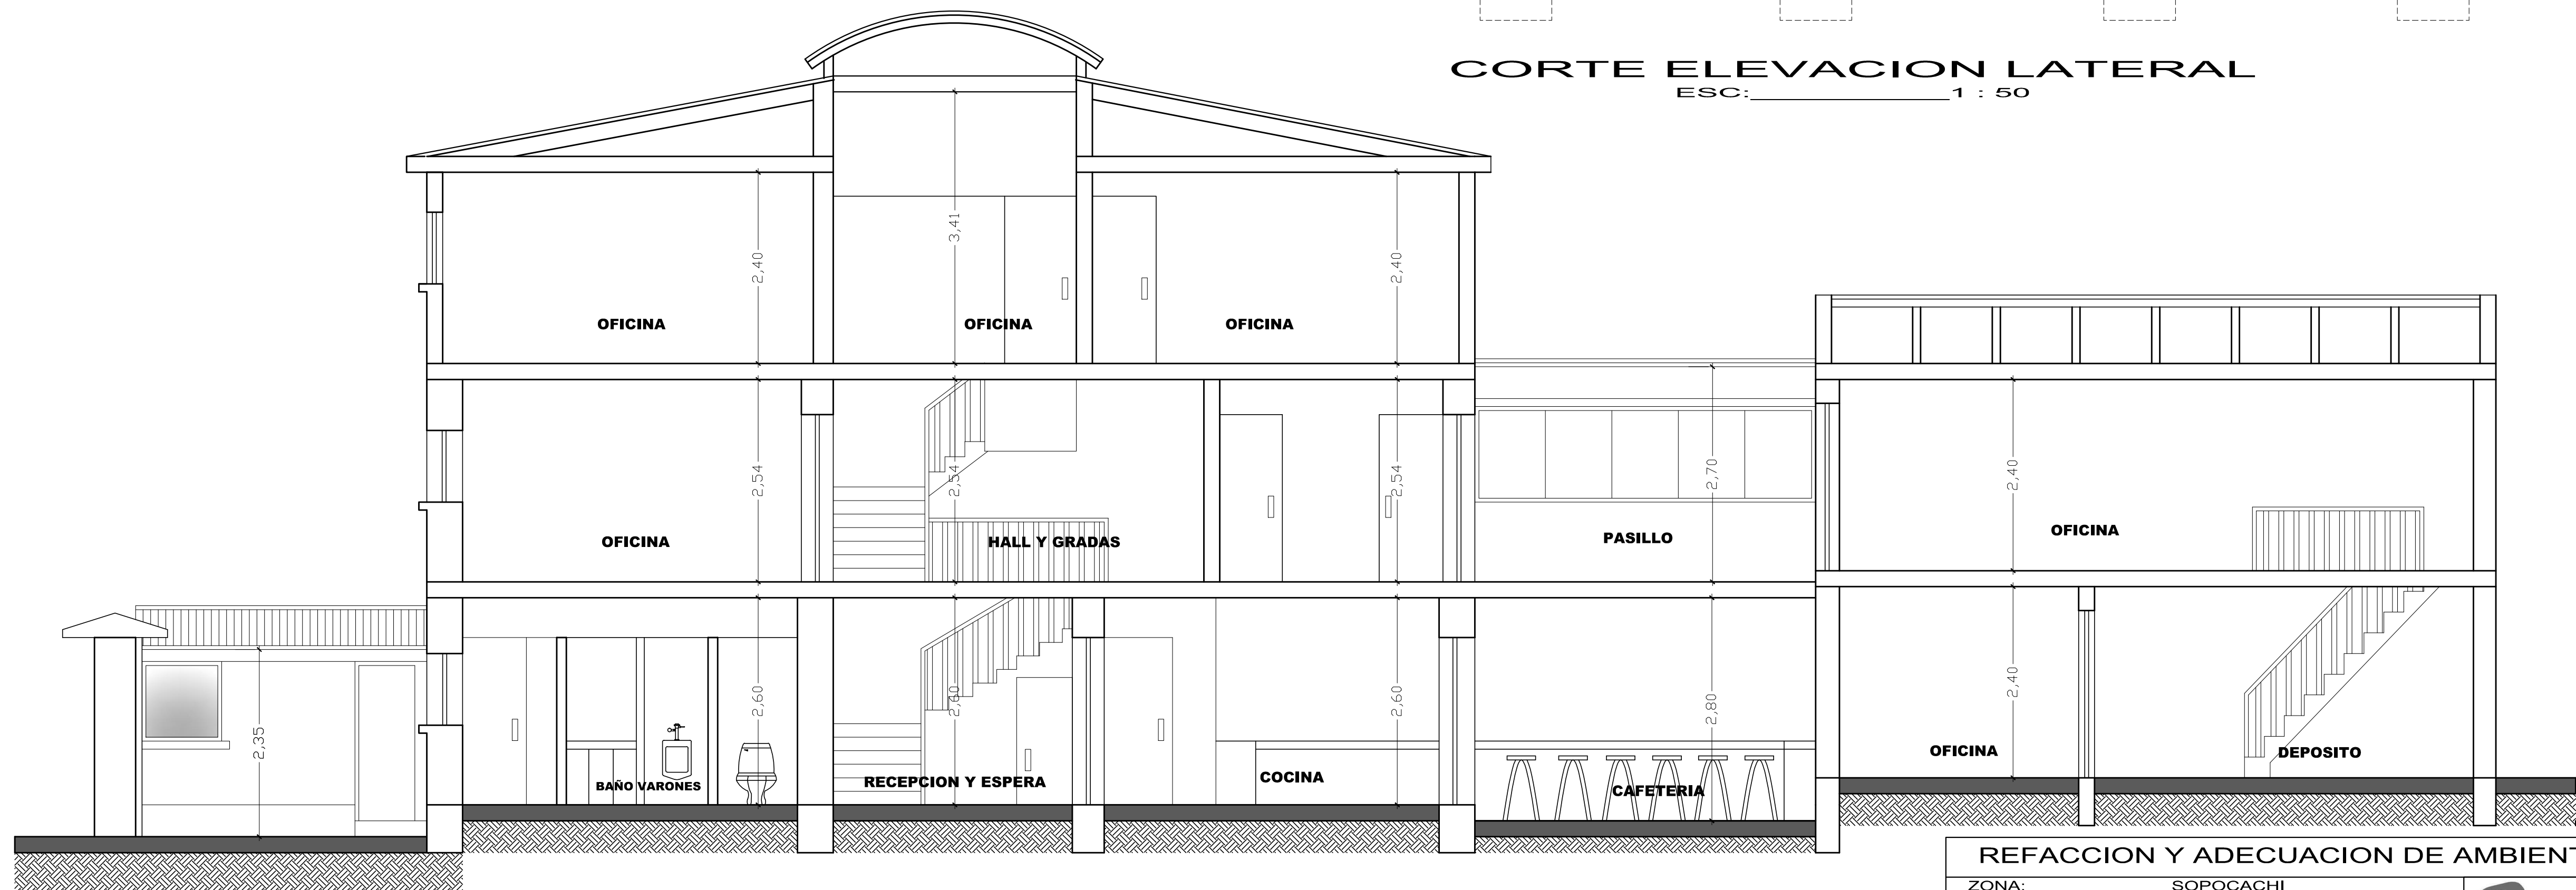 CORTE ELEVACION LATERAL
ESC:______________1 : 50
3,41
2,40
2,40
OFICINA
OFICINA
OFICINA
2,54
2,54
2,54
2,70
2,40
OFICINA
HALL Y GRADAS
PASILLO
OFICINA
2,35
2,60
2,60
2,60
2,80
2,40
BAÑO VARONES
RECEPCION Y ESPERA
COCINA
CAFETERIA
OFICINA
DEPOSITO
REFACCION Y ADECUACION DE AMBIENT
ZONA: SOPOCACHI